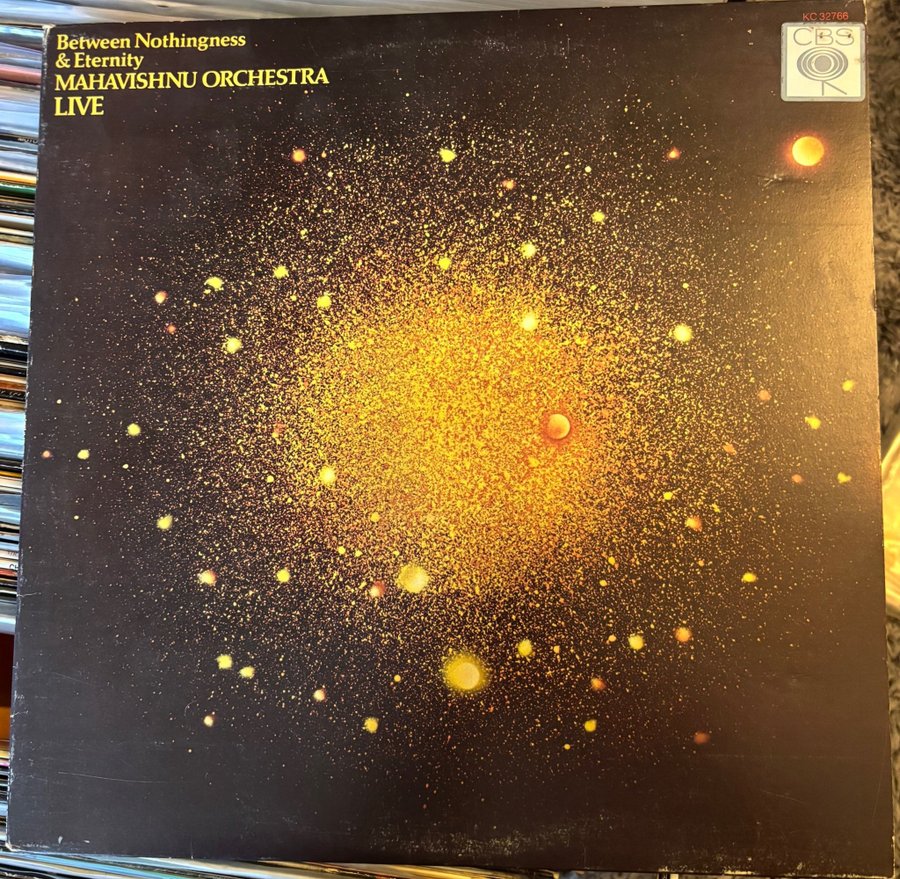 Between Nothingness
& Eternity
MAHAVISHNU ORCHESTRA
LIVE
KC 32766
CBS